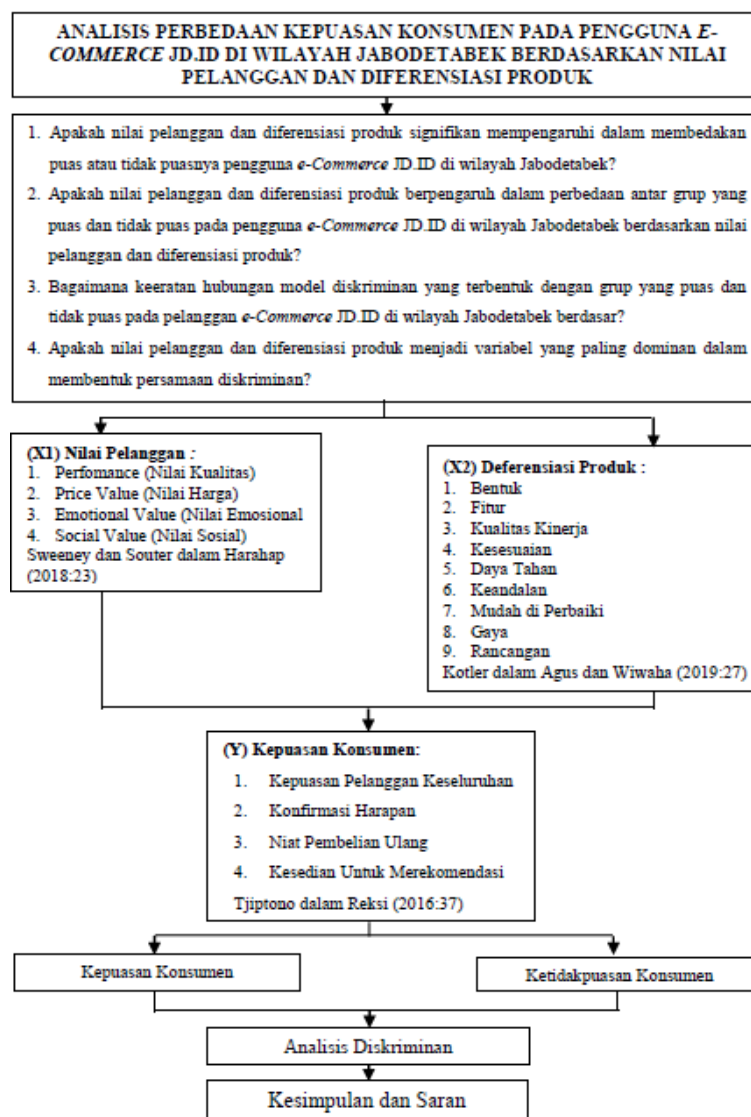 ANALISIS PERBEDAAN KEPUASAN KONSUMEN PADA PENGGUNA E-
COMMERCE JD.ID DI WILAYAH JABODETABEK BERDASARKAN NILAI
PELANGGAN DAN DIFERENSIASI PRODUK
1. Apakah nilai pelanggan dan diferensiasi produk signifikan mempengaruhi dalam membedakan
puas atau tidak puasnya pengguna e-Commerce JD.ID di wilayah Jabodetabek?
2. Apakah nilai pelanggan dan diferensiasi produk berpengaruh dalam perbedaan antar grup yang
puas dan tidak puas pada pengguna e-Commerce JD.ID di wilayah Jabodetabek berdasarkan nilai
pelanggan dan diferensiasi produk?
3. Bagaimana keeratan hubungan model diskriminan yang terbentuk dengan grup yang puas dan
tidak puas pada pelanggan e-Commerce JD.ID di wilayah Jabodetabek berdasar?
4. Apakah nilai pelanggan dan diferensiasi produk menjadi variabel yang paling dominan dalam
membentuk persamaan diskriminan?
(X1) Nilai Pelanggan :
1. Perfomance (Nilai Kualitas)
2. Price Value (Nilai Harga)
3. Emotional Value (Nilai Emosional
4. Social Value (Nilai Sosial)
Sweeney dan Souter dalam Harahap
(2018:23)
(X2) Deferensiasi Produk :
1. Bentuk
2. Fitur
3. Kualitas Kinerja
4. Kesesuaian
5. Daya Tahan
6. Keandalan
7. Mudah di Perbaiki
8. Gaya
9. Rancangan
Kotler dalam Agus dan Wiwaha (2019:27)
(Y) Kepuasan Konsumen:
1. Kepuasan Pelanggan Keseluruhan
2. Konfirmasi Harapan
3. Niat Pembelian Ulang
4. Kesedian Untuk Merekomendasi
Tjiptono dalam Reksi (2016:37)
Kepuasan Konsumen
Ketidakpuasan Konsumen
Analisis Diskriminan
Kesimpulan dan Saran